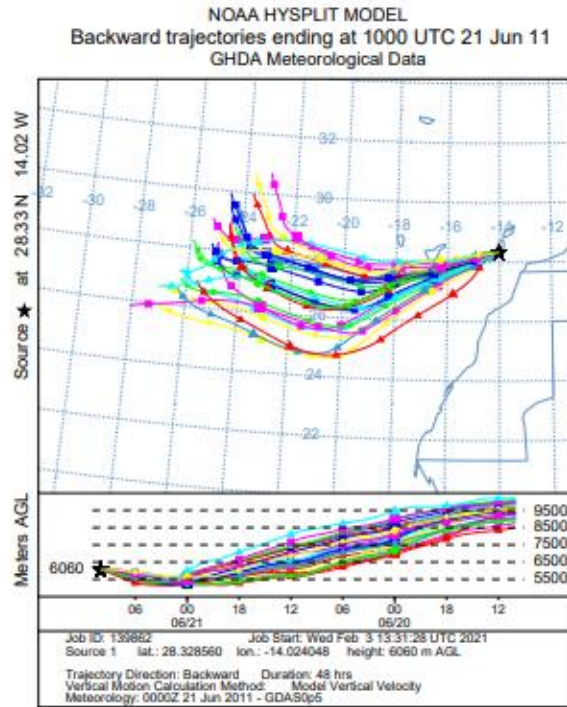 NOAA HYSPLIT MODEL
Backward trajectories ending at 1000 UTC 21 Jun 11
GHDA Meteorological Data
Source ★ at 28.33 N 14.02 W
-32
-30
-28
-26
-24
-22
-20
-18
-16
-14
-12
32
30
26
24
22
Meters AGL
6060
9500
8500
7500
6500
5500
06 00 18 12 06 00 18 12
06/21 06/20
Job ID: 139862 Job Start: Wed Feb 3 13:31:28 UTC 2021
Source 1 lat.: 28.328560 lon.: -14.024048 height: 6060 m AGL
Trajectory Direction: Backward Duration: 48 hrs
Vertical Motion Calculation Method: Model Vertical Velocity
Meteorology: 0000Z 21 Jun 2011 - GDAS0p5